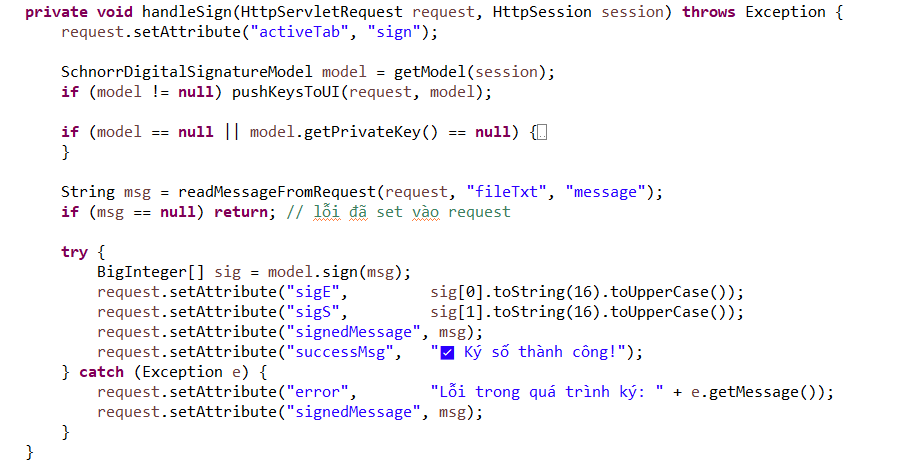 private void handleSign(HttpServletRequest request, HttpSession session) throws Exception {
    request.setAttribute("activeTab", "sign");

    SchnorrDigitalSignatureModel model = getModel(session);
    if (model != null) pushKeysToUI(request, model);

    if (model == null || model.getPrivateKey() == null) {
    }

    String msg = readMessageFromRequest(request, "fileTxt", "message");
    if (msg == null) return; // lỗi đã set vào request

    try {
        BigInteger[] sig = model.sign(msg);
        request.setAttribute("sigE",         sig[0].toString(16).toUpperCase());
        request.setAttribute("sigS",         sig[1].toString(16).toUpperCase());
        request.setAttribute("signedMessage", msg);
        request.setAttribute("successMsg",   "✅ Ký số thành công!");
    } catch (Exception e) {
        request.setAttribute("error",        "Lỗi trong quá trình ký: " + e.getMessage());
        request.setAttribute("signedMessage", msg);
    }
}